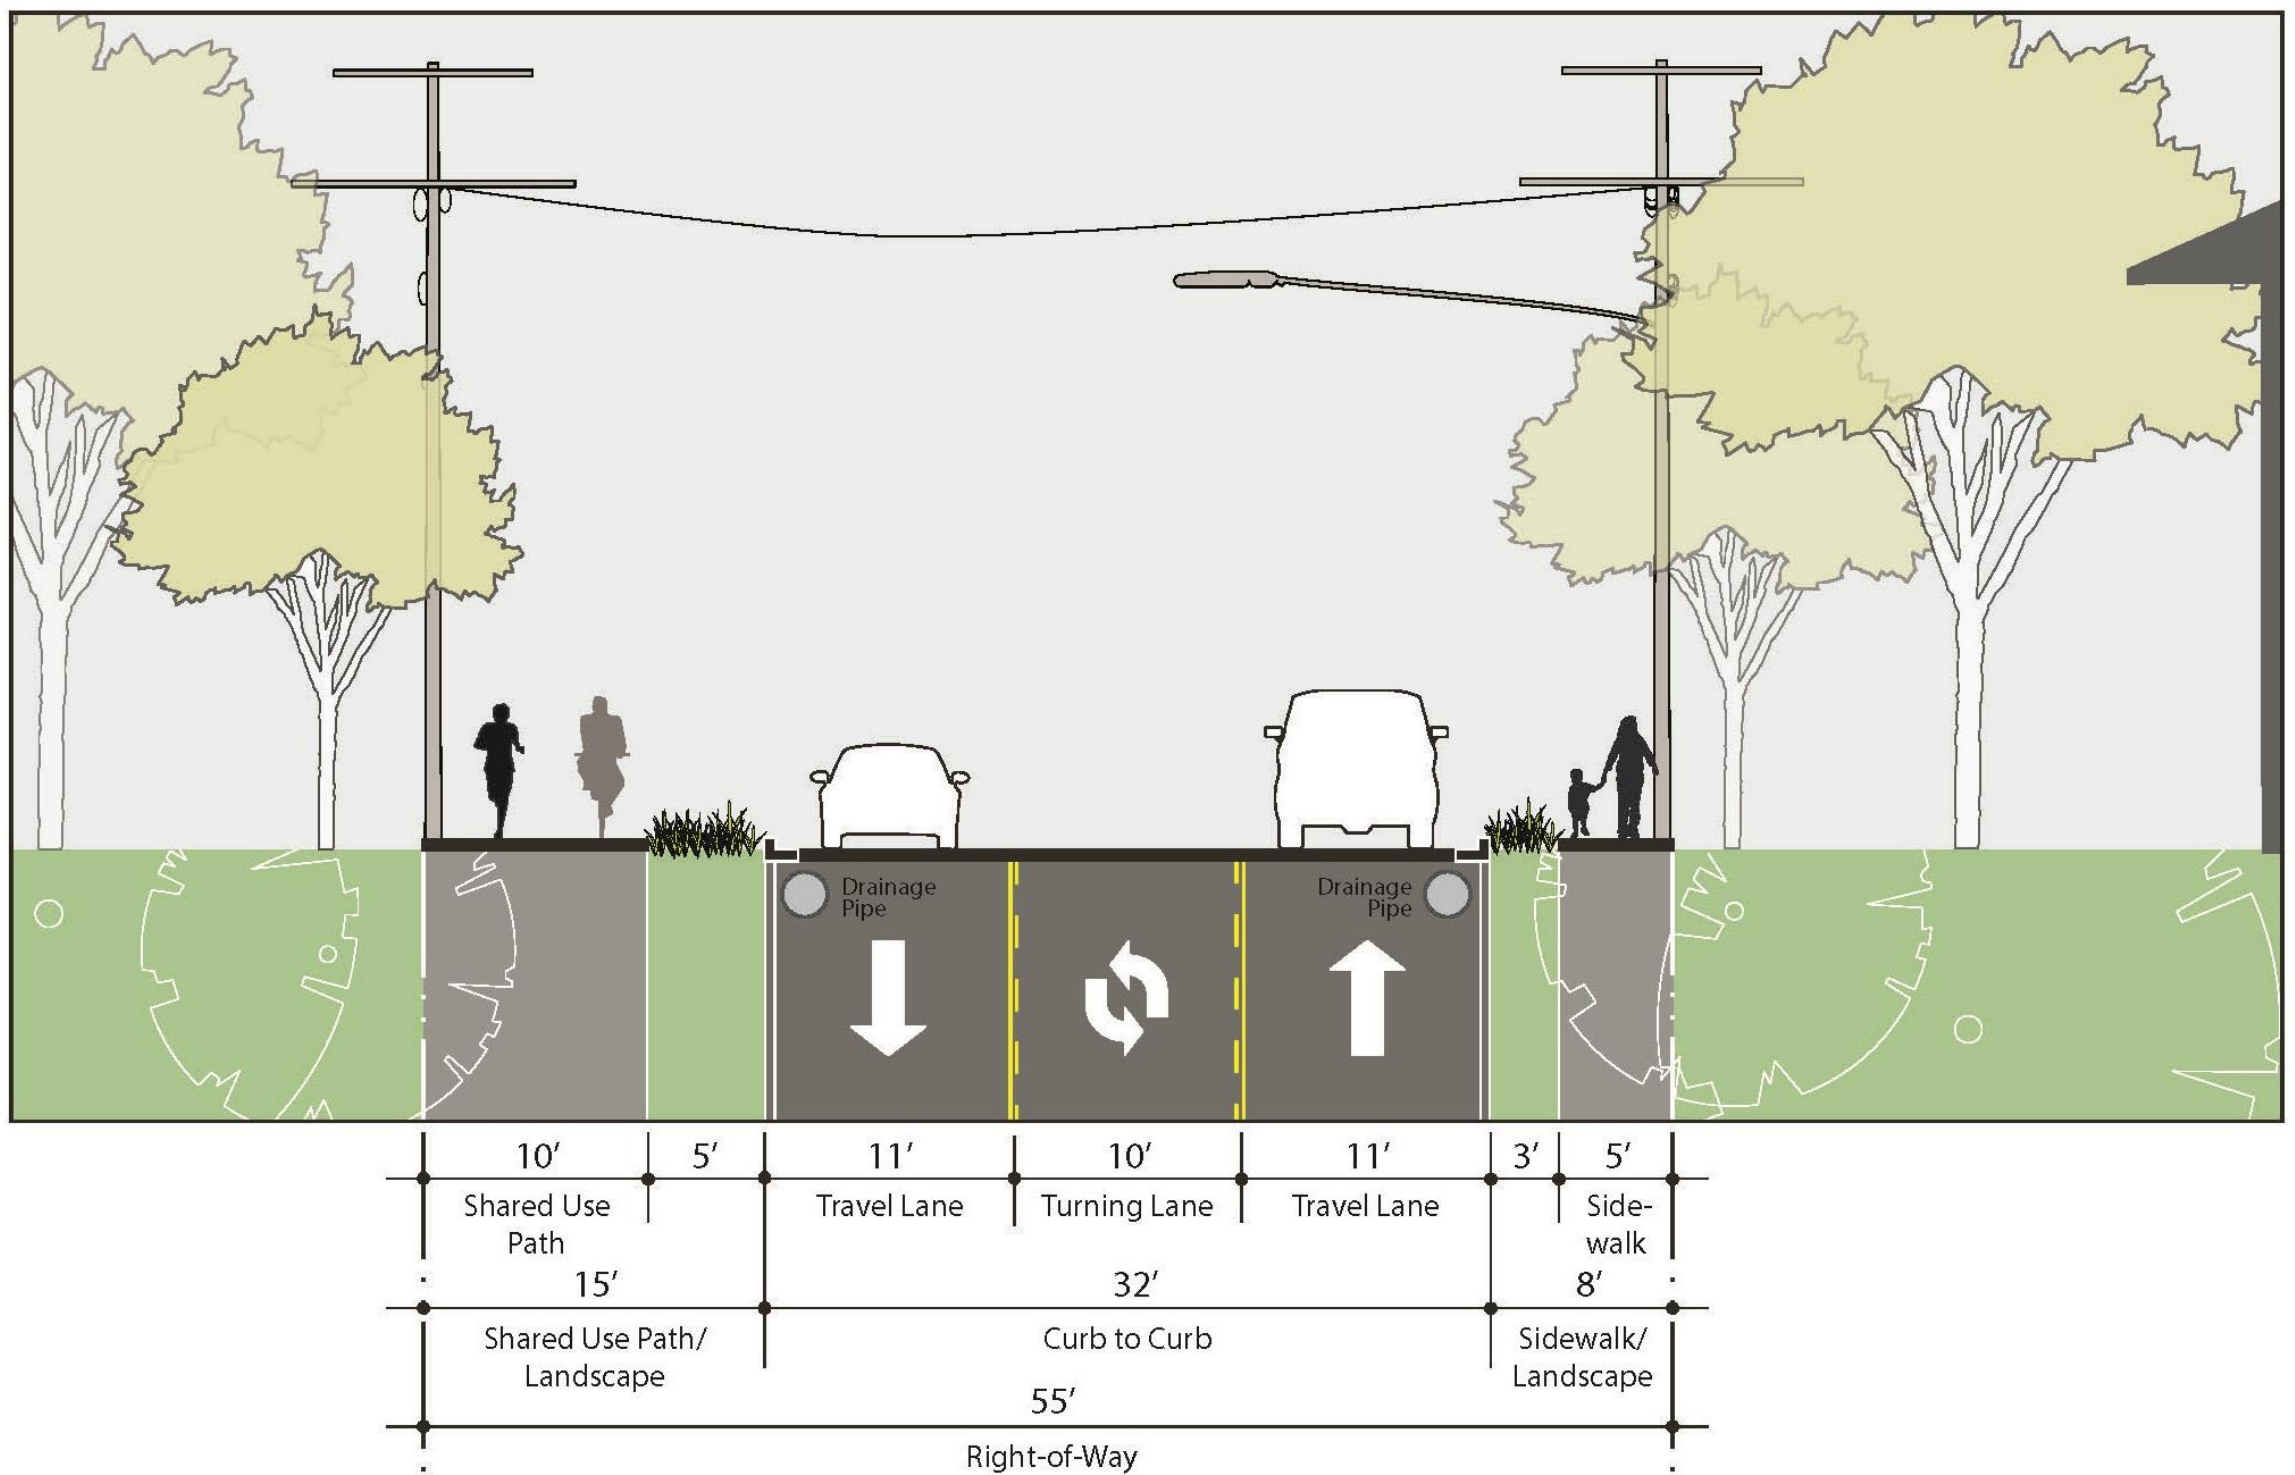 Drainage
Pipe
Drainage
Pipe
10′ 5′ 11′ 10′ 11′ 3′ 5′
Shared Use
Path
Travel Lane
Turning Lane
Travel Lane
Side-
walk
15′ 32′ 8′
Shared Use Path/
Landscape
Curb to Curb
Sidewalk/
Landscape
55′
Right-of-Way